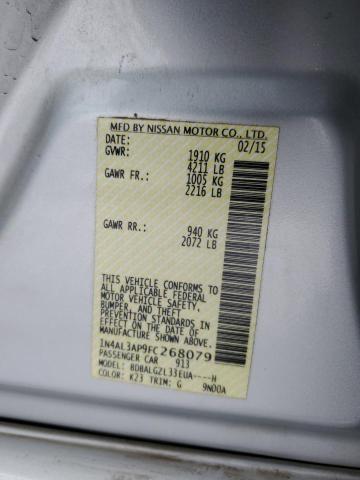 MFD BY NISSAN MOTOR CO., LTD.
DATE: 02/15
GVWR: 1910 KG
4211 LB
GAWR FR.: 1005 KG
2216 LB
GAWR RR.: 940 KG
2072 LB
THIS VEHICLE CONFORMS TO
ALL APPLICABLE FEDERAL
MOTOR VEHICLE SAFETY,
BUMPER, AND THEFT
PREVENTION STANDARDS IN
EFFECT ON THE DATE OF
MANUFACTURE SHOWN ABOVE.
1N4AL3AP9FC268079
PASSENGER CAR 913
MODEL: BDBALGZL33EUA----H
COLOR: K23 TRIM: G 9N00A